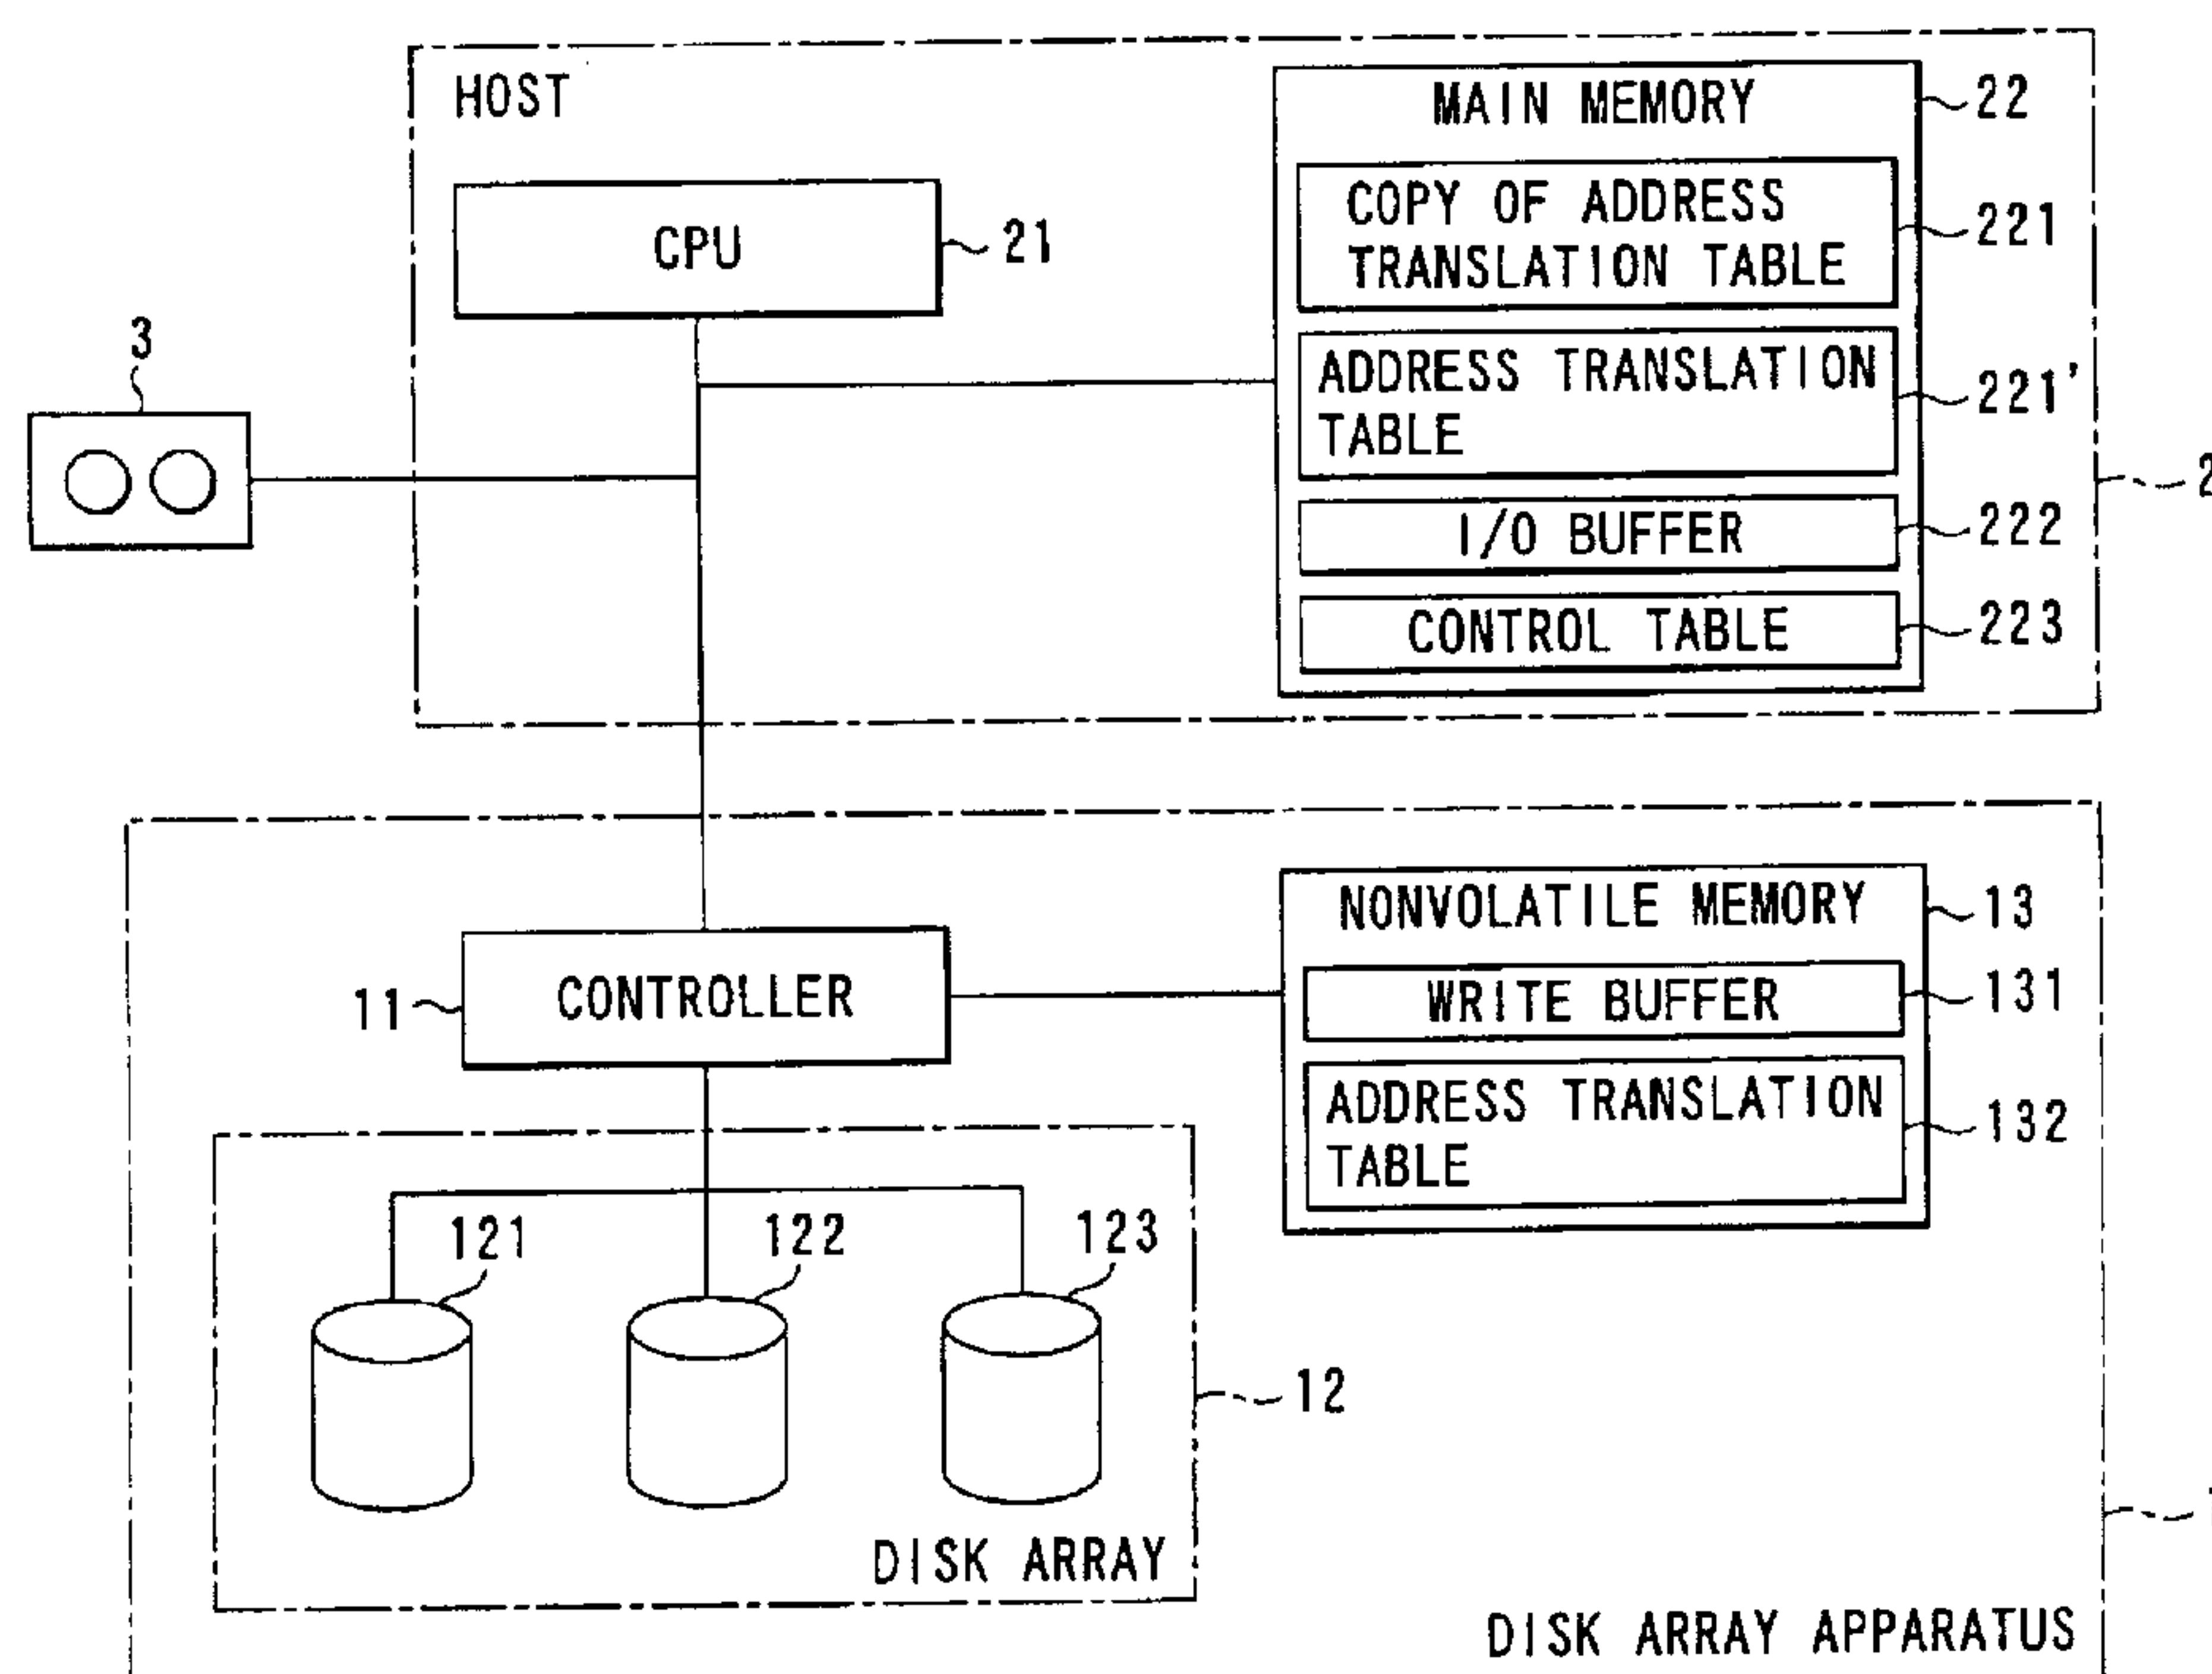 HOST
MAIN MEMORY
22
COPY OF ADDRESS
TRANSLATION TABLE
221
CPU
21
3
ADDRESS TRANSLATION
TABLE
221'
2
I/O BUFFER
222
CONTROL TABLE
223
NONVOLATILE MEMORY
13
11
CONTROLLER
WRITE BUFFER
131
ADDRESS TRANSLATION
TABLE
132
121
122
123
12
DISK ARRAY
DISK ARRAY APPARATUS